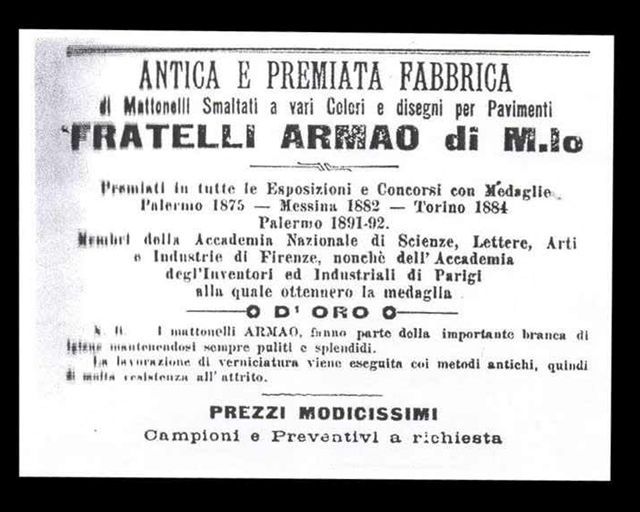 ANTICA E PREMIATA FABBRICA
di Mattonelli Smaltati a vari Colori e disegni per Pavimenti
FRATELLI ARMAO di M.lo
Premiati in tutte le Esposizioni e Concorsi con Medaglie
Palermo 1875 — Messina 1882 — Torino 1884
Palermo 1891-92.
Membri della Accademia Nazionale di Scienze, Lettere, Arti
e Industrie di Firenze, nonchè dell'Accademia
degl'Inventori ed Industriali di Parigi
alla quale ottennero la medaglia
D' ORO
N. B. I mattonelli ARMAO, fanno parte della importante branca di
Igiene mantenendosi sempre puliti e splendidi.
La lavorazione di verniciatura viene eseguita coi metodi antichi, quindi
di molta resistenza all'attrito.
PREZZI MODICISSIMI
Campioni e Preventivi a richiesta